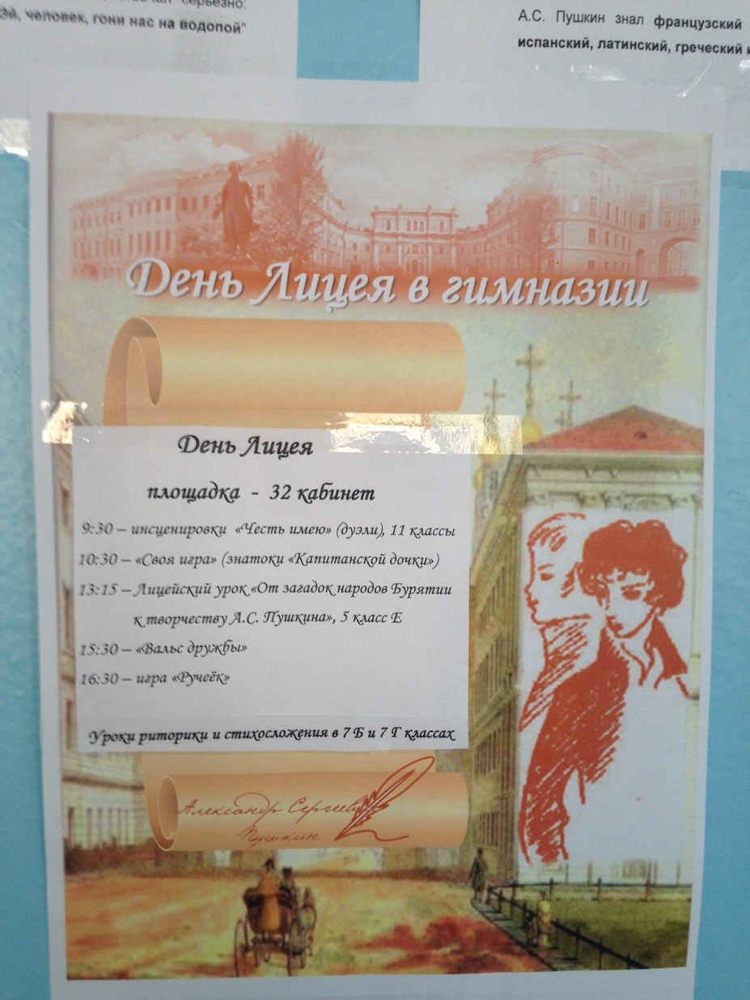 серьезно:
Эй, человек, гони нас на водопой"
А.С. Пушкин знал французский
испанский, латинский, греческий и
День Лицея в гимназии
День Лицея
площадка - 32 кабинет
9:30 – инсценировки «Честь имею» (дуэли), 11 классы
10:30 – «Своя игра» (знатоки «Капитанской дочки»)
13:15 – Лицейский урок «От загадок народов Бурятии
к творчеству А.С. Пушкина», 5 класс Е
15:30 – «Вальс дружбы»
16:30 – игра «Ручеёк»
Уроки риторики и стихосложения в 7 Б и 7 Г классах
Александр Сергеевич
Пушкин